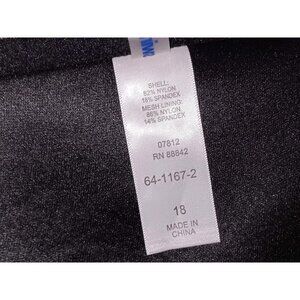 SHELL:
82% NYLON
18% SPANDEX
MESH LINING:
86% NYLON
14% SPANDEX
07812
RN 88842
64-1167-2
18
MADE IN
CHINA